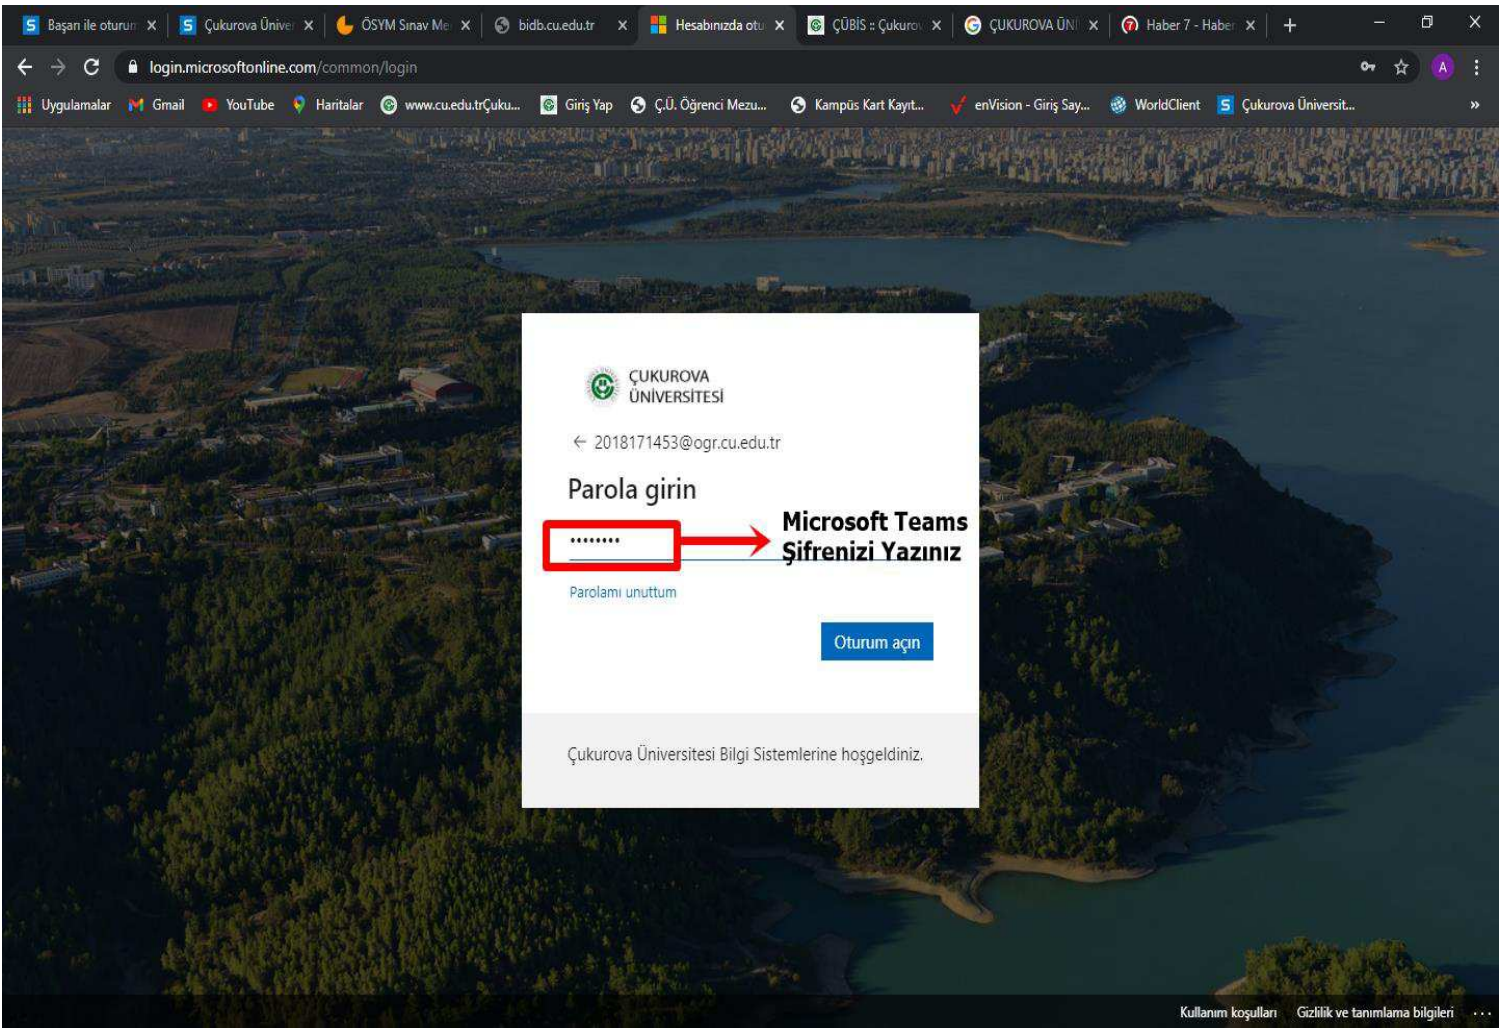 Başarı ile oturum
Çukurova Üniver
ÖSYM Sınav Me
bidb.cu.edu.tr
Hesabınızda otu
ÇÜBİS :: Çukurov
ÇUKUROVA ÜNİ
Haber 7 - Haber
login.microsoftonline.com/common/login
A
Uygulamalar
Gmail
YouTube
Haritalar
www.cu.edu.trÇuku...
Giriş Yap
Ç.Ü. Öğrenci Mezu...
Kampüs Kart Kayıt...
enVision - Giriş Say...
WorldClient
Çukurova Üniversit...
»
ÇUKUROVA
ÜNİVERSİTESİ
← 2018171453@ogr.cu.edu.tr
Parola girin
••••••••
Microsoft Teams
Şifrenizi Yazınız
Parolamı unuttum
Oturum açın
Çukurova Üniversitesi Bilgi Sistemlerine hoşgeldiniz.
Kullanım koşulları Gizlilik ve tanımlama bilgileri ...